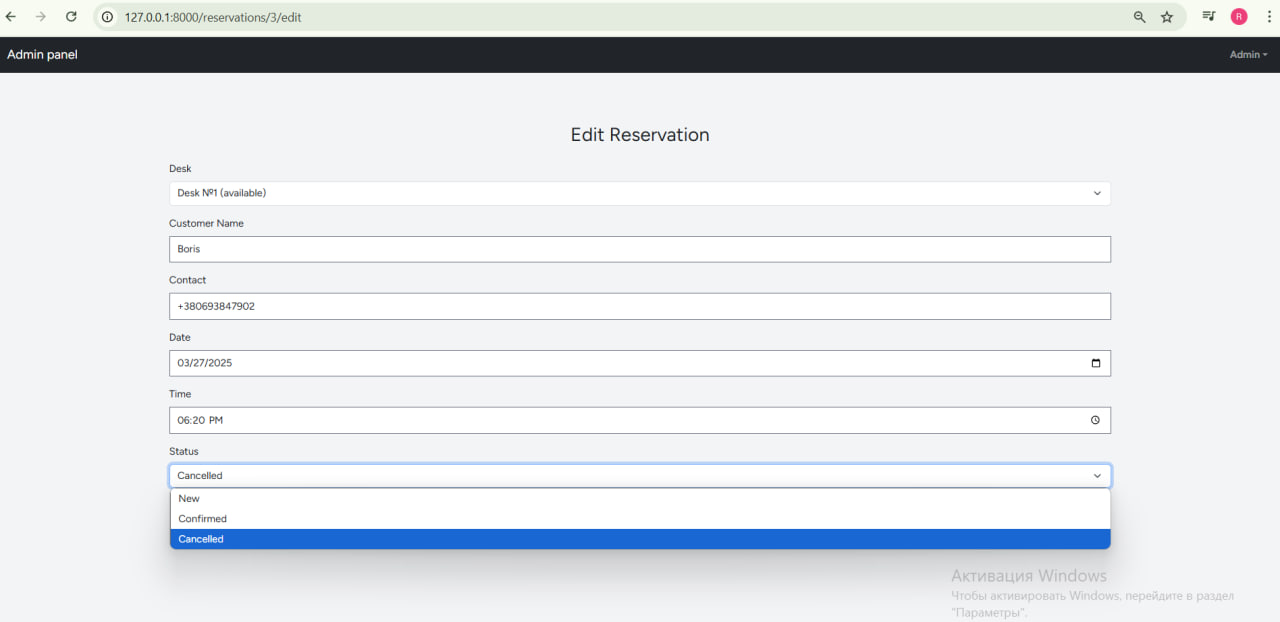 127.0.0.1:8000/reservations/3/edit
R
Admin panel
Admin
Edit Reservation
Desk
Desk №1 (available)
Customer Name
Boris
Contact
+380693847902
Date
03/27/2025
Time
06:20 PM
Status
Cancelled
New
Confirmed
Cancelled
Активация Windows
Чтобы активировать Windows, перейдите в раздел
"Параметры".